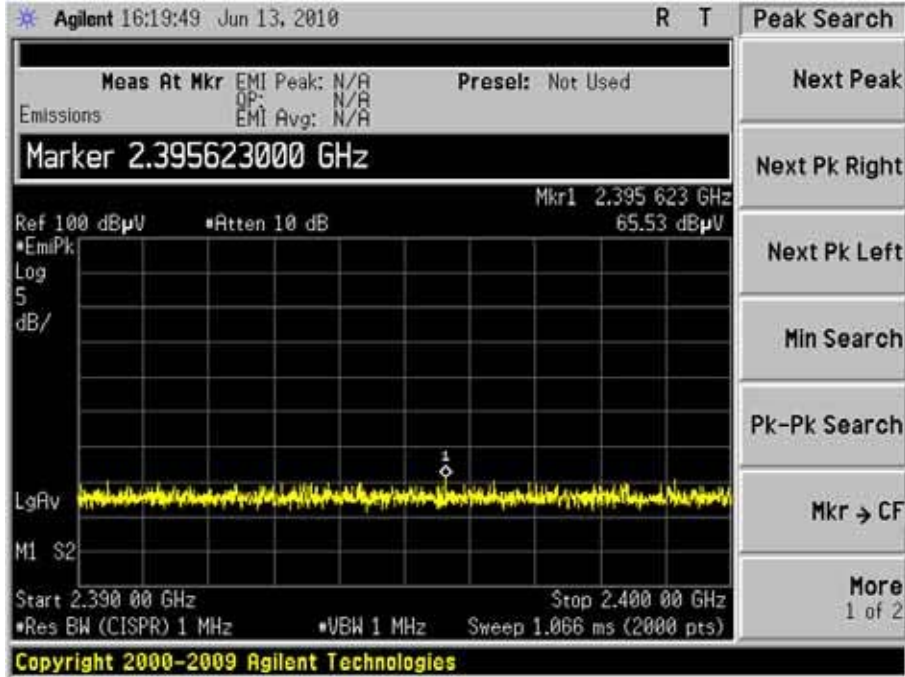 Agilent 16:19:49 Jun 13, 2010 R T
Peak Search
Meas At Mkr EMI Peak: N/A Presel: Not Used
QP: N/A
Emissions EMI Avg: N/A
Marker 2.395623000 GHz
Mkr1 2.395 623 GHz
Ref 100 dBµV #Atten 10 dB 65.53 dBµV
#EmiPk
Log
5
dB/
1
LgAv
M1 S2
Start 2.390 00 GHz Stop 2.400 00 GHz
#Res BW (CISPR) 1 MHz #VBW 1 MHz Sweep 1.066 ms (2000 pts)
Copyright 2000-2009 Agilent Technologies
Next Peak
Next Pk Right
Next Pk Left
Min Search
Pk-Pk Search
Mkr → CF
More
1 of 2